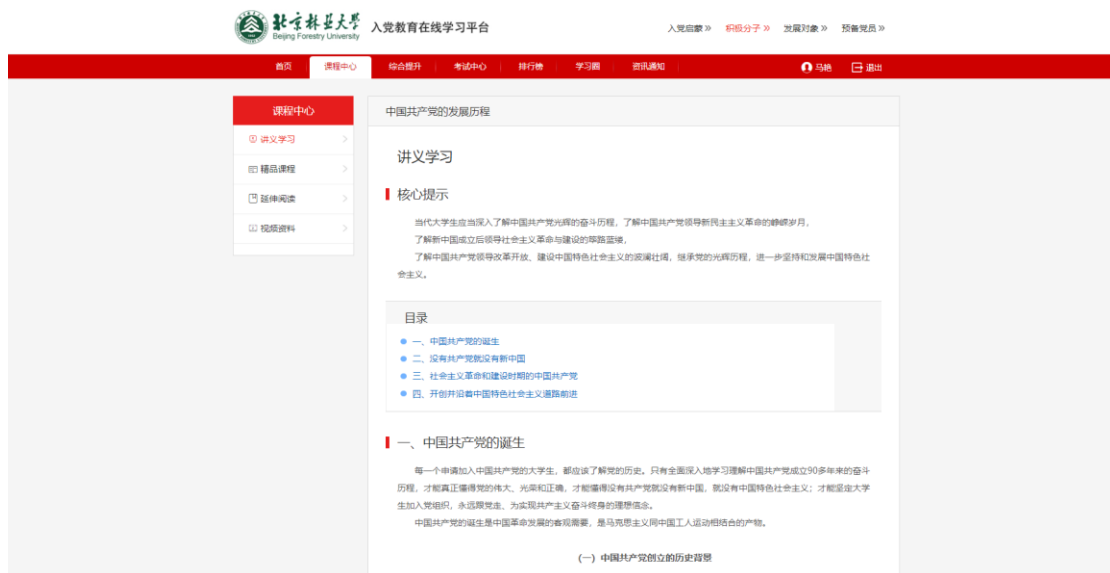 北京林业大学
Beijing Forestry University
入党教育在线学习平台
入党启蒙 »
积极分子 »
发展对象 »
预备党员 »
首页
课程中心
综合提升
考试中心
排行榜
学习圈
资讯通知
马艳
退出
课程中心
讲义学习
精品课程
延伸阅读
视频资料
中国共产党的发展历程
讲义学习
核心提示
当代大学生应当深入了解中国共产党光辉的奋斗历程，了解中国共产党领导新民主主义革命的峥嵘岁月，
了解新中国成立后领导社会主义革命与建设的筚路蓝缕，
了解中国共产党领导改革开放、建设中国特色社会主义的波澜壮阔，继承党的光辉历程，进一步坚持和发展中国特色社
会主义。
目录
一、中国共产党的诞生
二、没有共产党就没有新中国
三、社会主义革命和建设时期的中国共产党
四、开创并沿着中国特色社会主义道路前进
一、中国共产党的诞生
每一个申请加入中国共产党的大学生，都应该了解党的历史。只有全面深入地学习理解中国共产党成立90多年来的奋斗
历程，才能真正懂得党的伟大、光荣和正确，才能懂得没有共产党就没有新中国，就没有中国特色社会主义；才能坚定大学
生加入党组织，永远跟党走，为实现共产主义奋斗终身的理想信念。
中国共产党的诞生是中国革命发展的客观需要，是马克思主义同中国工人运动相结合的产物。
(一) 中国共产党创立的历史背景